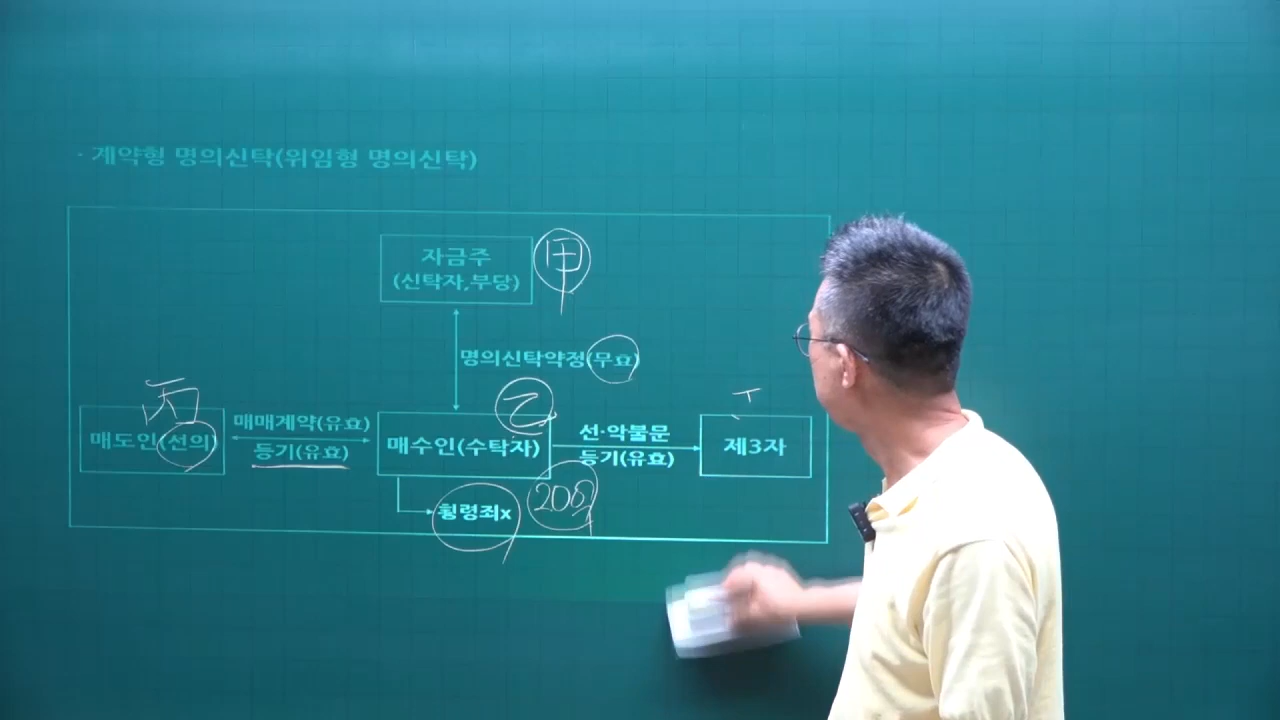 · 계약형 명의신탁(위임형 명의신탁)
자금주
(신탁자,부당)
甲
명의신탁약정(무효)
丙
매도인(선의)
매매계약(유효)
등기(유효)
乙
매수인(수탁자)
선·악불문
등기(유효)
제3자
횡령죄x
20억